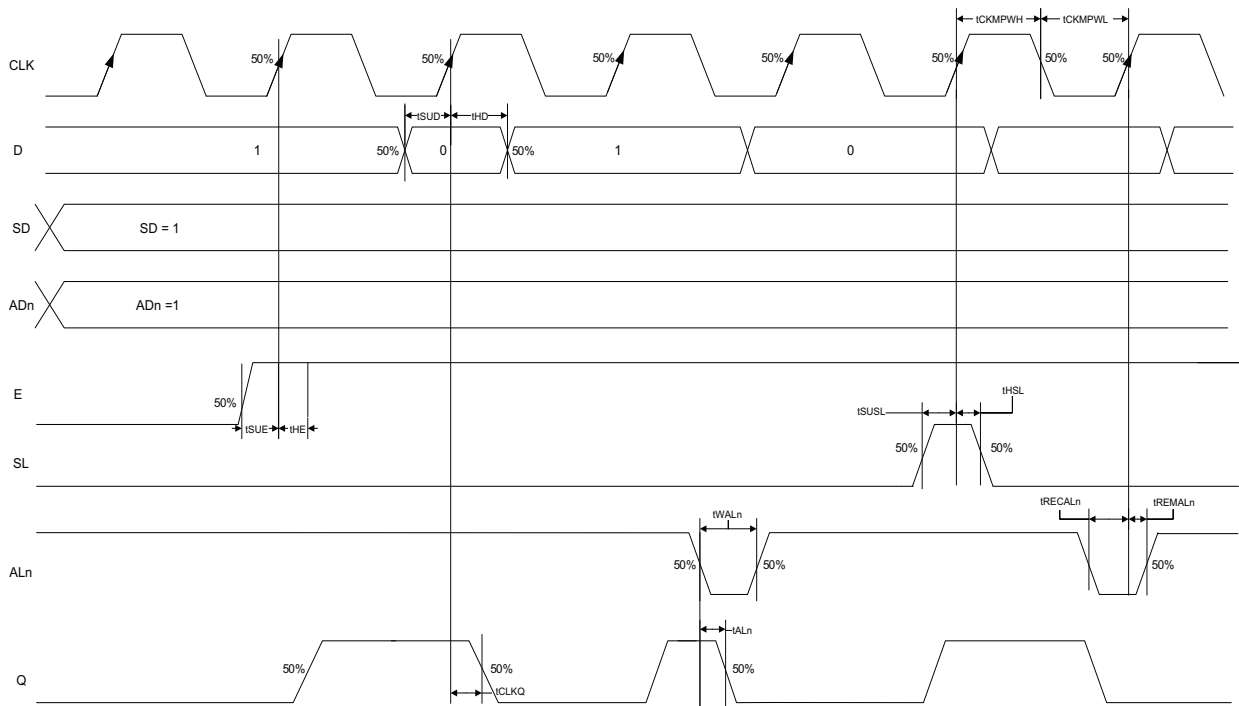 tCKMPWH
tCKMPWL
CLK
50%
50%
50%
50%
50%
50%
50%
tSUD
tHD
D
1
50%
0
50%
1
0
SD
SD = 1
ADn
ADn =1
E
50%
tSUE
tHE
tSUSL
tHSL
SL
50%
50%
tWALn
tRECALn
tREMALn
ALn
50%
50%
50%
50%
tALn
Q
50%
50%
50%
tCLKQ